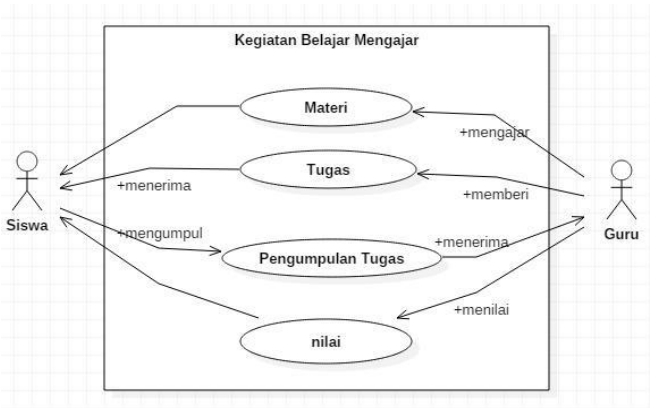 Kegiatan Belajar Mengajar
Materi
+mengajar
Tugas
+menerima
+memberi
Siswa
Guru
+mengumpul
+menerima
Pengumpulan Tugas
+menilai
nilai